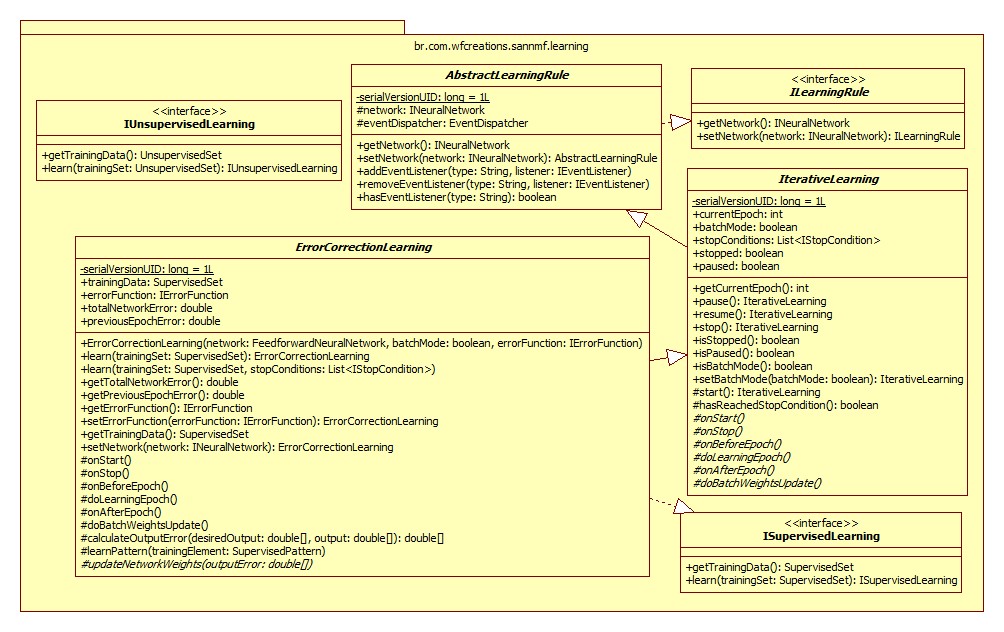 br.com.wfcreations.sannmf.learning
<<interface>>
IUnsupervisedLearning
+getTrainingData(): UnsupervisedSet
+learn(trainingSet: UnsupervisedSet): IUnsupervisedLearning
AbstractLearningRule
-serialVersionUID: long = 1L
#network: INeuralNetwork
#eventDispatcher: EventDispatcher
+getNetwork(): INeuralNetwork
+setNetwork(network: INeuralNetwork): AbstractLearningRule
+addEventListener(type: String, listener: IEventListener)
+removeEventListener(type: String, listener: IEventListener)
+hasEventListener(type: String): boolean
<<interface>>
ILearningRule
+getNetwork(): INeuralNetwork
+setNetwork(network: INeuralNetwork): ILearningRule
IterativeLearning
-serialVersionUID: long = 1L
+currentEpoch: int
+batchMode: boolean
+stopConditions: List<IStopCondition>
+stopped: boolean
+paused: boolean
+getCurrentEpoch(): int
+pause(): IterativeLearning
+resume(): IterativeLearning
+stop(): IterativeLearning
+isStopped(): boolean
+isPaused(): boolean
+isBatchMode(): boolean
+setBatchMode(batchMode: boolean): IterativeLearning
#start(): IterativeLearning
#hasReachedStopCondition(): boolean
#onStart()
#onStop()
#onBeforeEpoch()
#doLearningEpoch()
#onAfterEpoch()
#doBatchWeightsUpdate()
ErrorCorrectionLearning
-serialVersionUID: long = 1L
+trainingData: SupervisedSet
+errorFunction: IErrorFunction
+totalNetworkError: double
+previousEpochError: double
+ErrorCorrectionLearning(network: FeedforwardNeuralNetwork, batchMode: boolean, errorFunction: IErrorFunction)
+learn(trainingSet: SupervisedSet): ErrorCorrectionLearning
+learn(trainingSet: SupervisedSet, stopConditions: List<IStopCondition>)
+getTotalNetworkError(): double
+getPreviousEpochError(): double
+getErrorFunction(): IErrorFunction
+setErrorFunction(errorFunction: IErrorFunction): ErrorCorrectionLearning
+getTrainingData(): SupervisedSet
+setNetwork(network: INeuralNetwork): ErrorCorrectionLearning
#onStart()
#onStop()
#onBeforeEpoch()
#doLearningEpoch()
#onAfterEpoch()
#doBatchWeightsUpdate()
#calculateOutputError(desiredOutput: double[], output: double[]): double[]
#learnPattern(trainingElement: SupervisedPattern)
#updateNetworkWeights(outputError: double[])
<<interface>>
ISupervisedLearning
+getTrainingData(): SupervisedSet
+learn(trainingSet: SupervisedSet): ISupervisedLearning